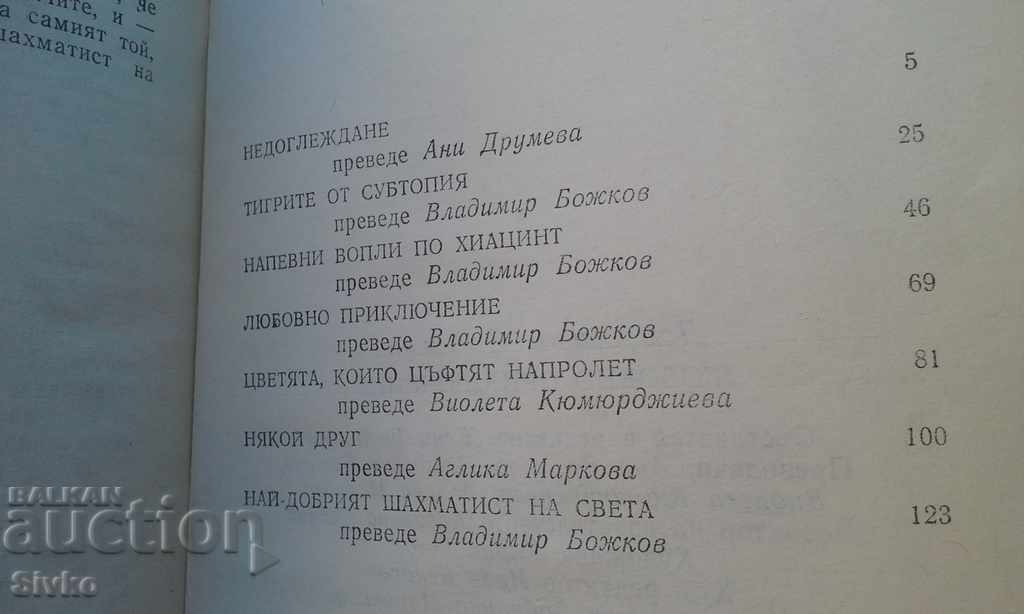 че
ните, и —
а самият той,
шахматист на
НЕДОГЛЕЖДАНЕ 5
преведе Ани Друмева
ТИГРИТЕ ОТ СУБТОПИЯ 25
преведе Владимир Божков
НАПЕВНИ ВОПЛИ ПО ХИАЦИНТ 46
преведе Владимир Божков
ЛЮБОВНО ПРИКЛЮЧЕНИЕ 69
преведе Владимир Божков
ЦВЕТЯТА, КОИТО ЦЪФТЯТ НАПРОЛЕТ 81
преведе Виолета Кюмюрджиева
НЯКОЙ ДРУГ 100
преведе Аглика Маркова
НАЙ-ДОБРИЯТ ШАХМАТИСТ НА СВЕТА 123
преведе Владимир Божков
BALKAN
auction
Sivko